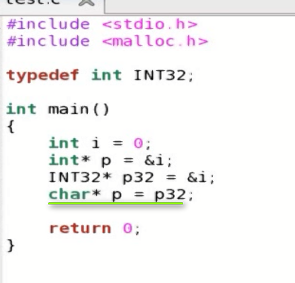 test.c
#include <stdio.h>
#include <malloc.h>
typedef int INT32;
int main()
{
int i = 0;
int* p = &i;
INT32* p32 = &i;
char* p = p32;
return 0;
}